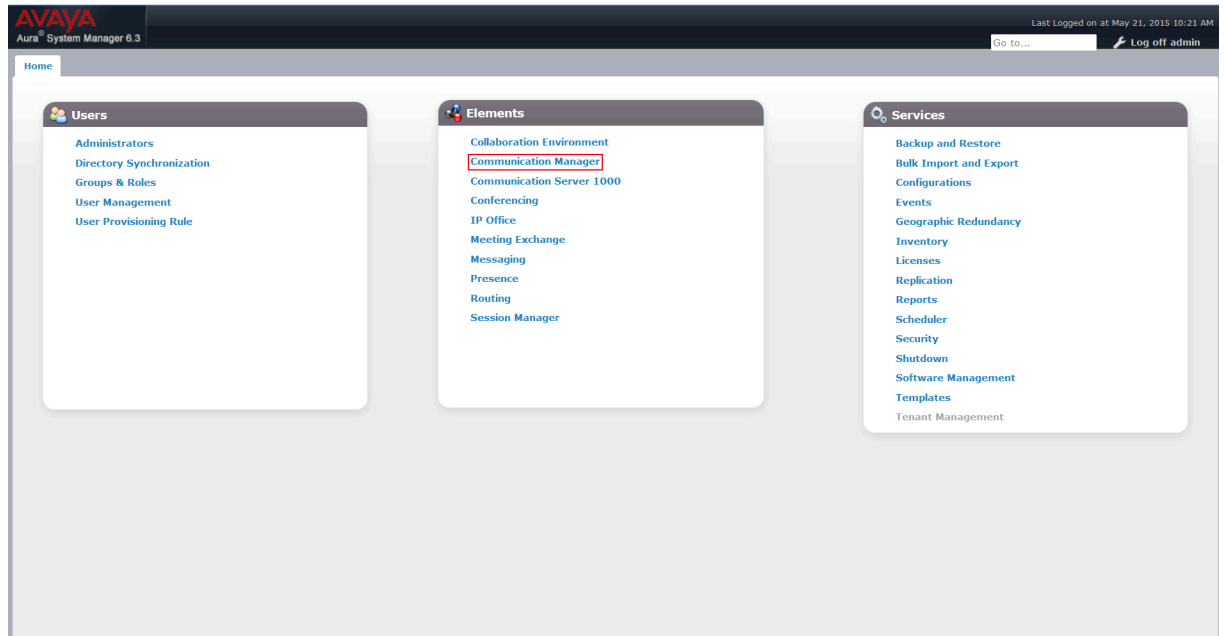 AVAYA
Aura® System Manager 6.3
Last Logged on at May 21, 2015 10:21 AM
Go to...
Log off admin
Home
Users
Administrators
Directory Synchronization
Groups & Roles
User Management
User Provisioning Rule
Elements
Collaboration Environment
Communication Manager
Communication Server 1000
Conferencing
IP Office
Meeting Exchange
Messaging
Presence
Routing
Session Manager
Services
Backup and Restore
Bulk Import and Export
Configurations
Events
Geographic Redundancy
Inventory
Licenses
Replication
Reports
Scheduler
Security
Shutdown
Software Management
Templates
Tenant Management